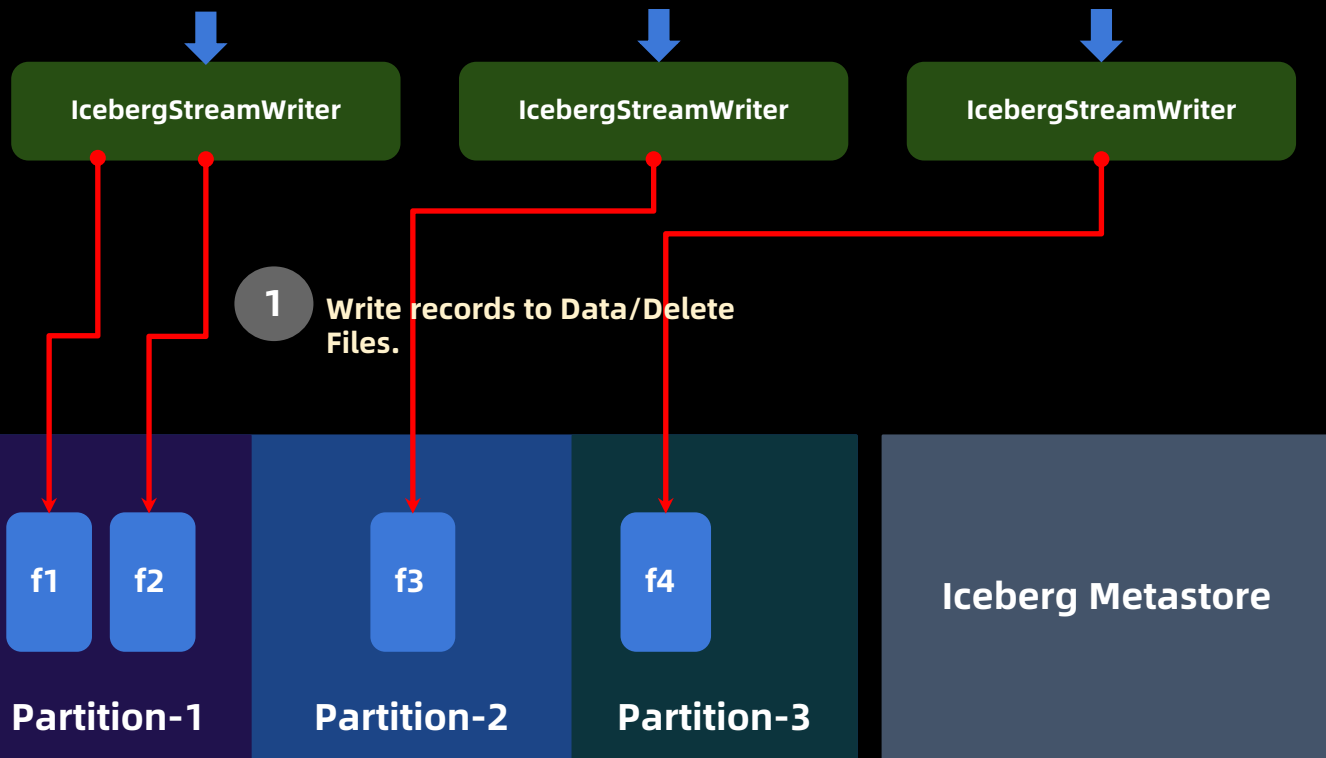 IcebergStreamWriter
IcebergStreamWriter
IcebergStreamWriter
1
Write records to Data/Delete
Files.
f1
f2
f3
f4
Iceberg Metastore
Partition-1
Partition-2
Partition-3